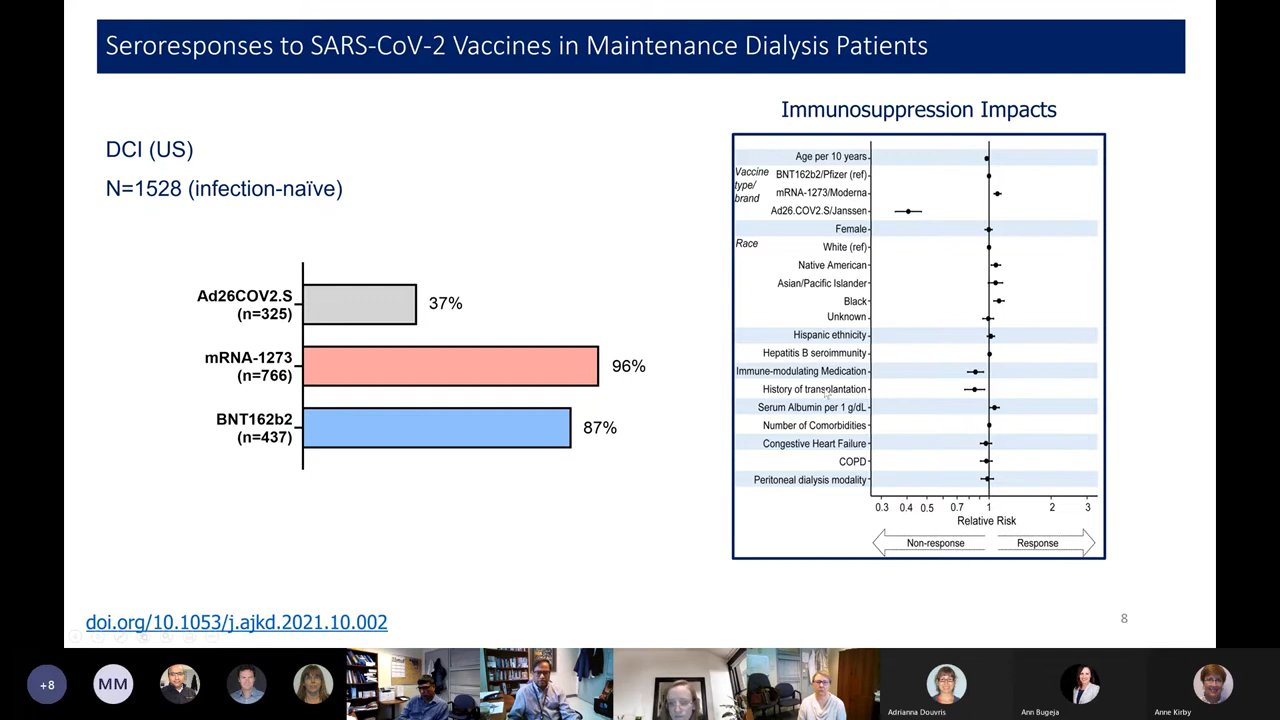 Seroresponses to SARS-CoV-2 Vaccines in Maintenance Dialysis Patients
DCI (US)
N=1528 (infection-naïve)
Ad26COV2.S
(n=325)
37%
mRNA-1273
(n=766)
96%
BNT162b2
(n=437)
87%
Immunosuppression Impacts
Age per 10 years
Vaccine
type/
brand
BNT162b2/Pfizer (ref)
mRNA-1273/Moderna
Ad26.COV2.S/Janssen
Female
Race
White (ref)
Native American
Asian/Pacific Islander
Black
Unknown
Hispanic ethnicity
Hepatitis B seroimmunity
Immune-modulating Medication
History of transplantation
Serum Albumin per 1 g/dL
Number of Comorbidities
Congestive Heart Failure
COPD
Peritoneal dialysis modality
0.3 0.4 0.5 0.7 1 2 3
Relative Risk
Non-response
Response
doi.org/10.1053/j.ajkd.2021.10.002
8
+8
MM
Adrianna Douvris
Ann Bugeja
Anne Kirby